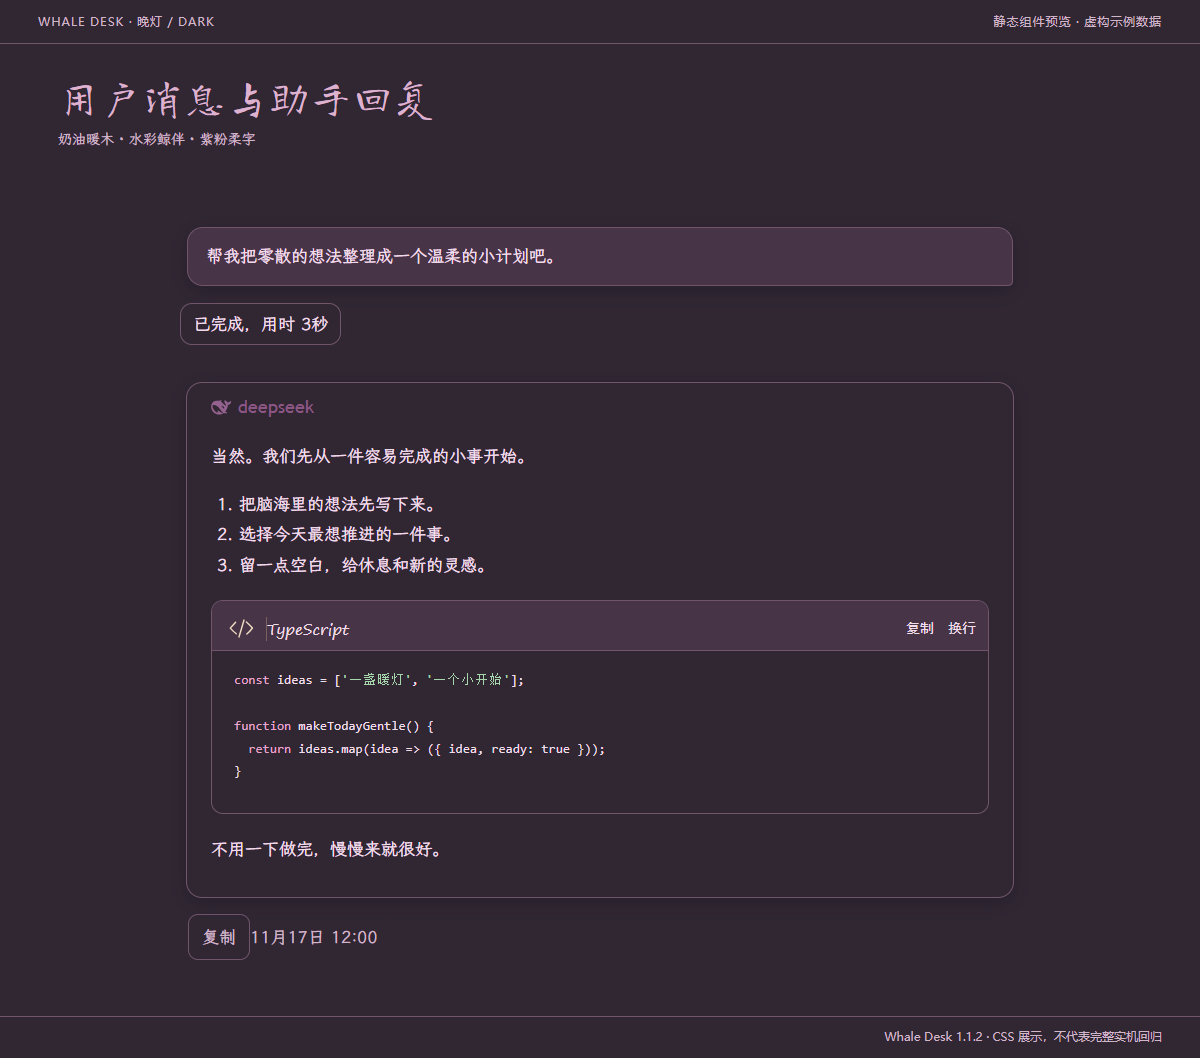 WHALE DESK · 晚灯 / DARK
静态组件预览 · 虚构示例数据
用户消息与助手回复
奶油暖木 · 水彩鲸伴 · 紫粉柔字
帮我把零散的想法整理成一个温柔的小计划吧。
已完成，用时 3秒
deepseek
当然。我们先从一件容易完成的小事开始。
1. 把脑海里的想法先写下来。
2. 选择今天最想推进的一件事。
3. 留一点空白，给休息和新的灵感。
</> TypeScript
复制 换行
const ideas = ['一盏暖灯', '一个小开始'];
function makeTodayGentle() {
  return ideas.map(idea => ({ idea, ready: true }));
}
不用一下做完，慢慢来就很好。
复制 11月17日 12:00
Whale Desk 1.1.2 · CSS 展示，不代表完整实机回归